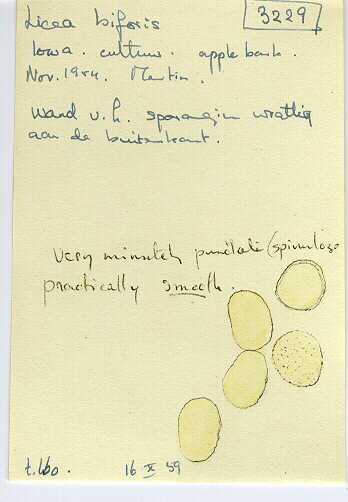 3229
Licea biforis
Iowa. culture. apple bark.
Nov. 1954. Martin.
Wand v.h. sporangium wrattig
aan de buitenkant.
Very minutely punctate (spinulose
practically smooth.
16 X 59